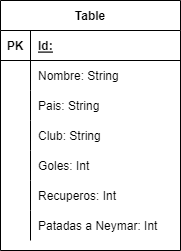 Table
PK Id:
Nombre: String
Pais: String
Club: String
Goles: Int
Recuperos: Int
Patadas a Neymar: Int